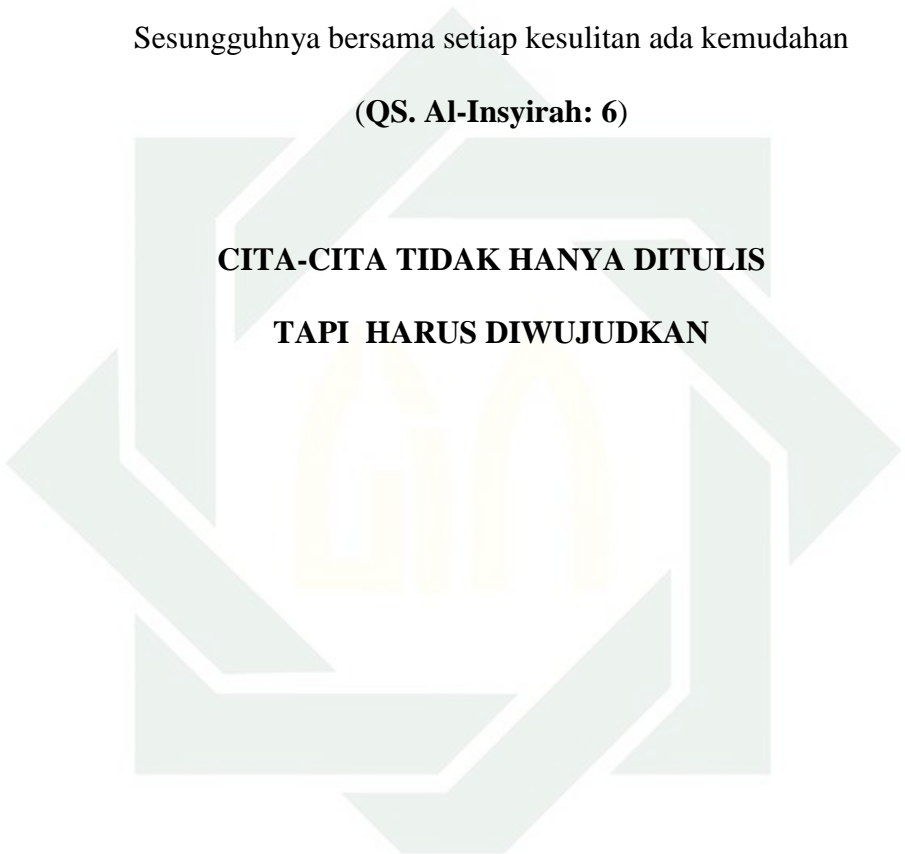 Sesungguhnya bersama setiap kesulitan ada kemudahan
(QS. Al-Insyirah: 6)
CITA-CITA TIDAK HANYA DITULIS
TAPI HARUS DIWUJUDKAN